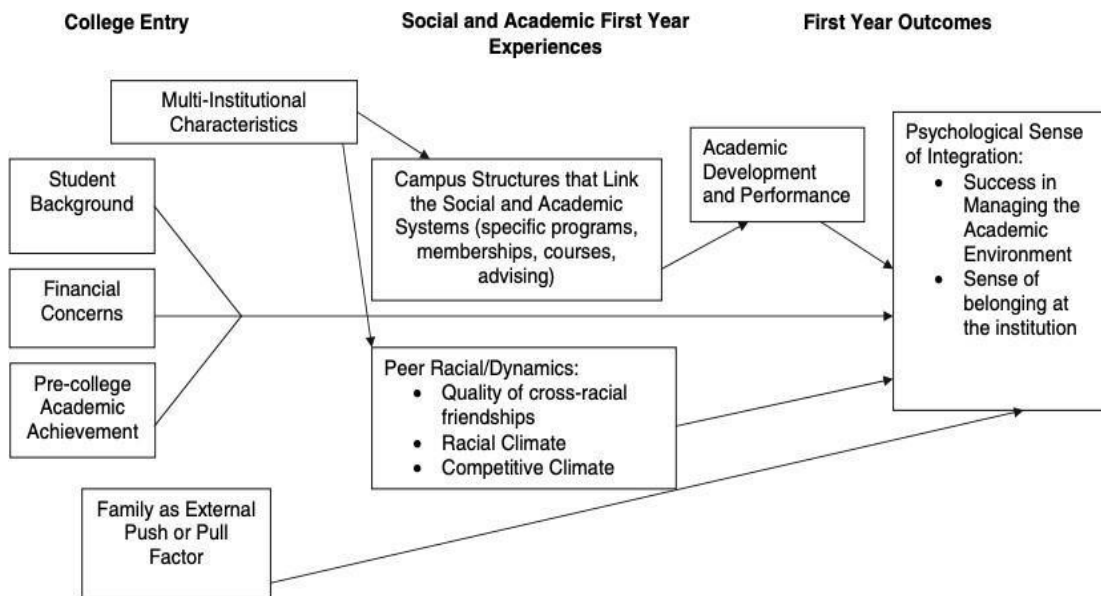 College Entry
Social and Academic First Year
Experiences
First Year Outcomes
Multi-Institutional
Characteristics
Student
Background
Financial
Concerns
Pre-college
Academic
Achievement
Family as External
Push or Pull
Factor
Campus Structures that Link
the Social and Academic
Systems (specific programs,
memberships, courses,
advising)
Peer Racial/Dynamics:
• Quality of cross-racial
friendships
• Racial Climate
• Competitive Climate
Academic
Development
and Performance
Psychological Sense
of Integration:
• Success in
Managing the
Academic
Environment
• Sense of
belonging at
the institution